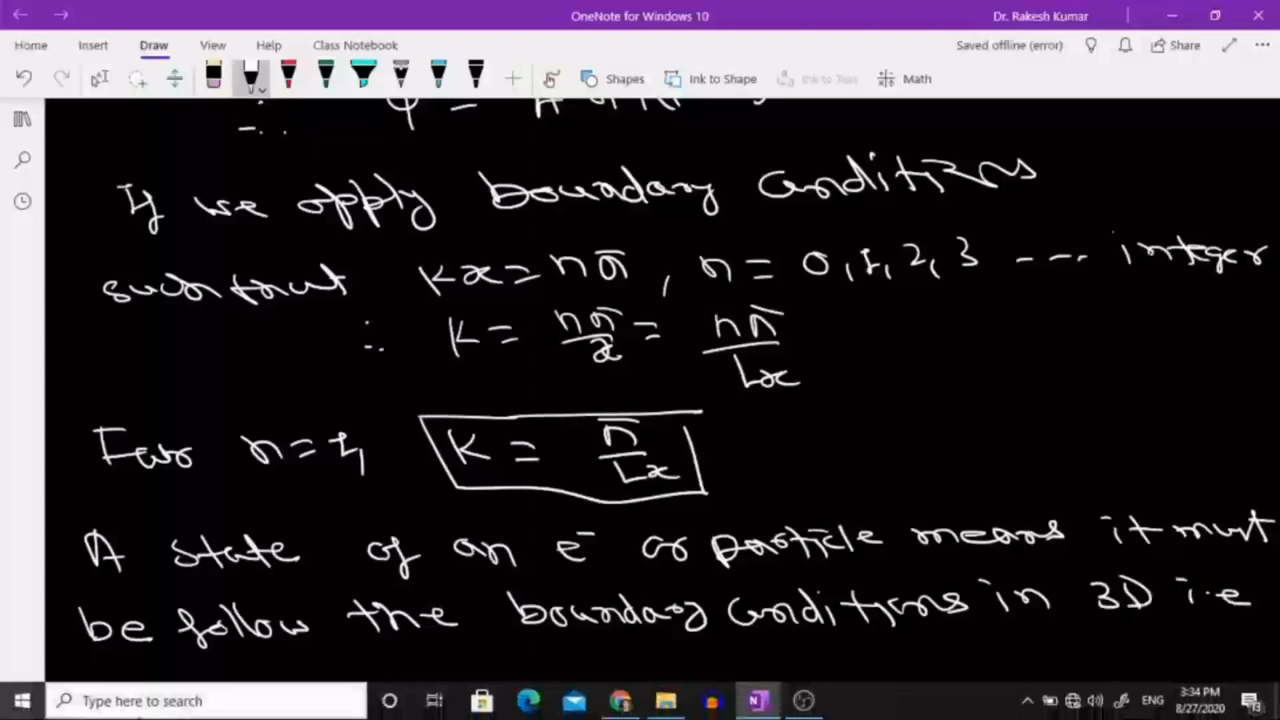 OneNote for Windows 10
Dr. Rakesh Kumar
Home Insert Draw View Help Class Notebook
Saved offline (error) Share
Shapes Ink to Shape Ink to Text Math
∴ ψ =
If we apply boundary conditions
such that Kx = nπ, n = 0, 1, 2, 3 --- integer
∴ K = nπ/x = nπ/Lx
For n=1, K = π/Lx
A state of an e⁻ or particle means it must
be follow the boundary conditions in 3D i.e
Type here to search
ENG
3:34 PM
8/27/2020